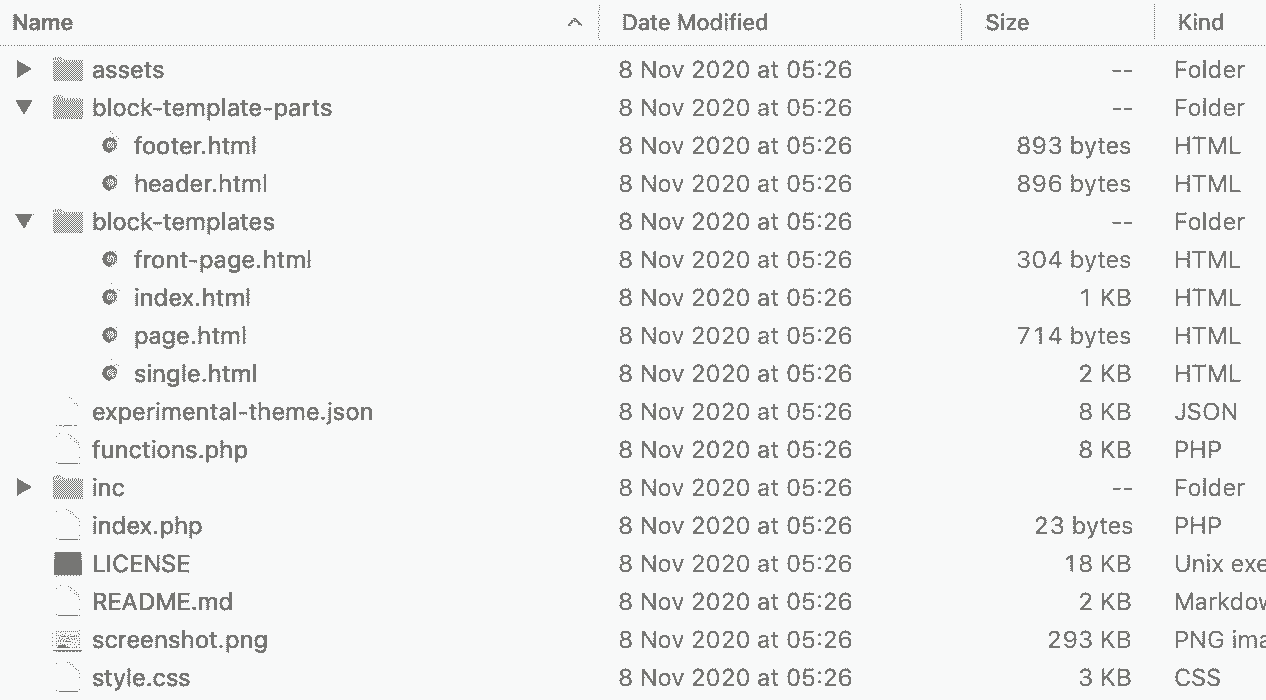 Name Date Modified Size Kind
assets 8 Nov 2020 at 05:26 -- Folder
block-template-parts 8 Nov 2020 at 05:26 -- Folder
footer.html 8 Nov 2020 at 05:26 893 bytes HTML
header.html 8 Nov 2020 at 05:26 896 bytes HTML
block-templates 8 Nov 2020 at 05:26 -- Folder
front-page.html 8 Nov 2020 at 05:26 304 bytes HTML
index.html 8 Nov 2020 at 05:26 1 KB HTML
page.html 8 Nov 2020 at 05:26 714 bytes HTML
single.html 8 Nov 2020 at 05:26 2 KB HTML
experimental-theme.json 8 Nov 2020 at 05:26 8 KB JSON
functions.php 8 Nov 2020 at 05:26 8 KB PHP
inc 8 Nov 2020 at 05:26 -- Folder
index.php 8 Nov 2020 at 05:26 23 bytes PHP
LICENSE 8 Nov 2020 at 05:26 18 KB Unix exe
README.md 8 Nov 2020 at 05:26 2 KB Markdow
screenshot.png 8 Nov 2020 at 05:26 293 KB PNG ima
style.css 8 Nov 2020 at 05:26 3 KB CSS